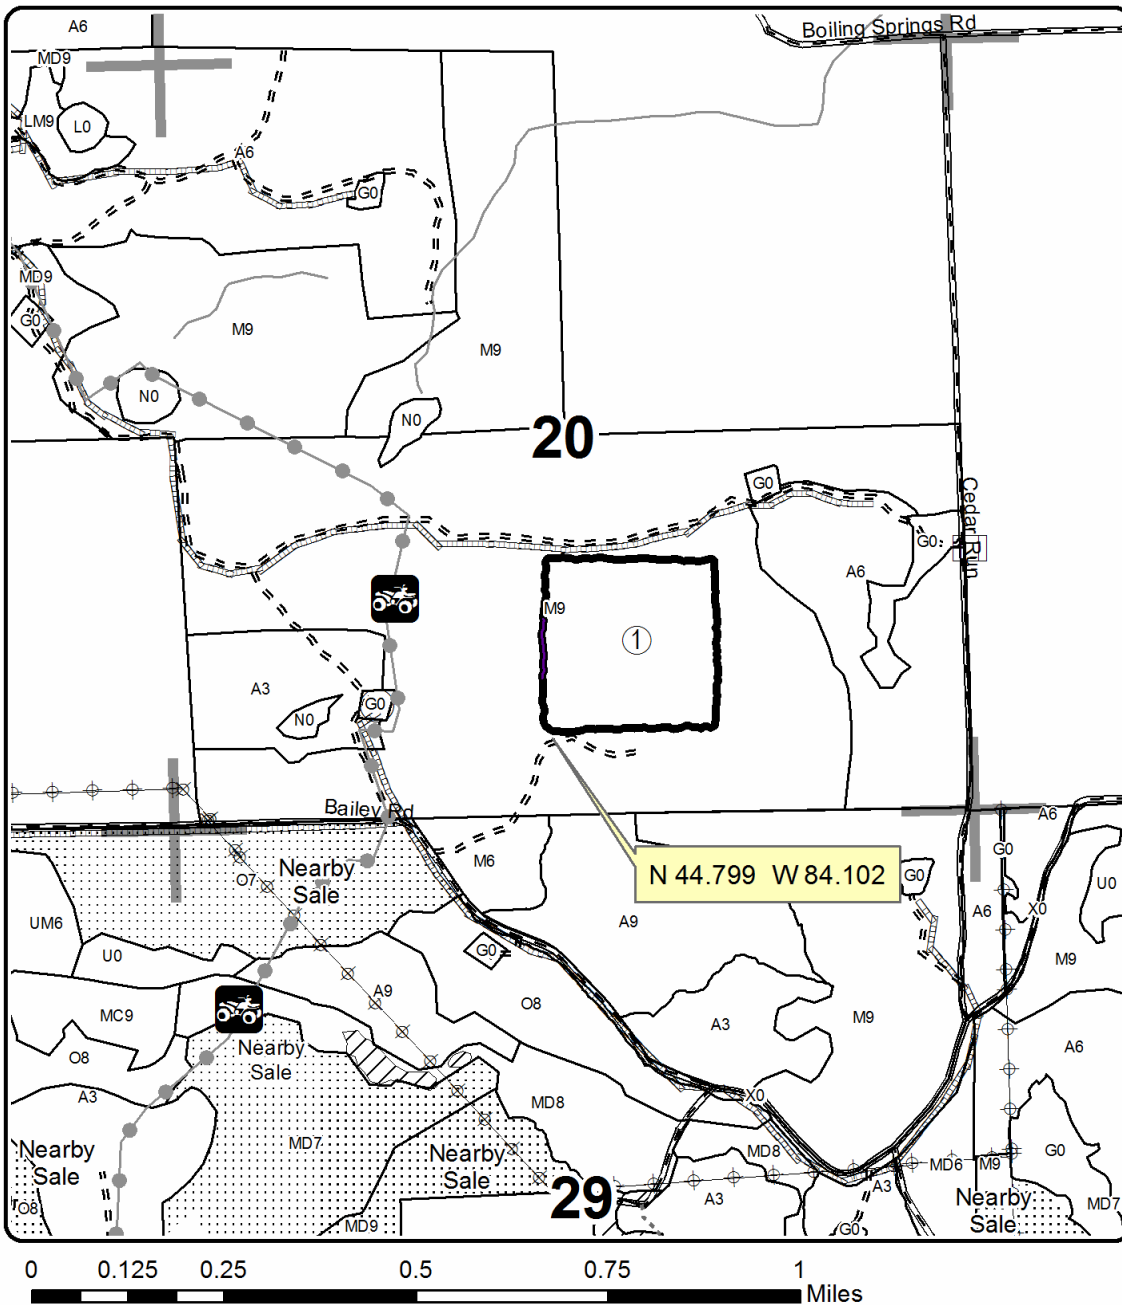 A6
Boiling Springs Rd
MD9
LM9
L0
A6
G0
MD9
G0
M9
M9
N0
N0
20
G0
Cedar Run
G0
A6
M9
1
A3
G0
N0
Bailey Rd
A6
M6
G0
Nearby
Sale
O7
N 44.799 W 84.102
G0
U0
UM6
A9
A6
X0
U0
M9
G0
A9
O8
MC9
A3
M9
Nearby
Sale
O8
A6
A3
X0
MD8
MD7
Nearby
Sale
Nearby
Sale
MD8
MD6
M9
G0
A3
A3
29
Nearby
Sale
MD7
O8
MD9
G0
0 0.125 0.25 0.5 0.75 1
Miles